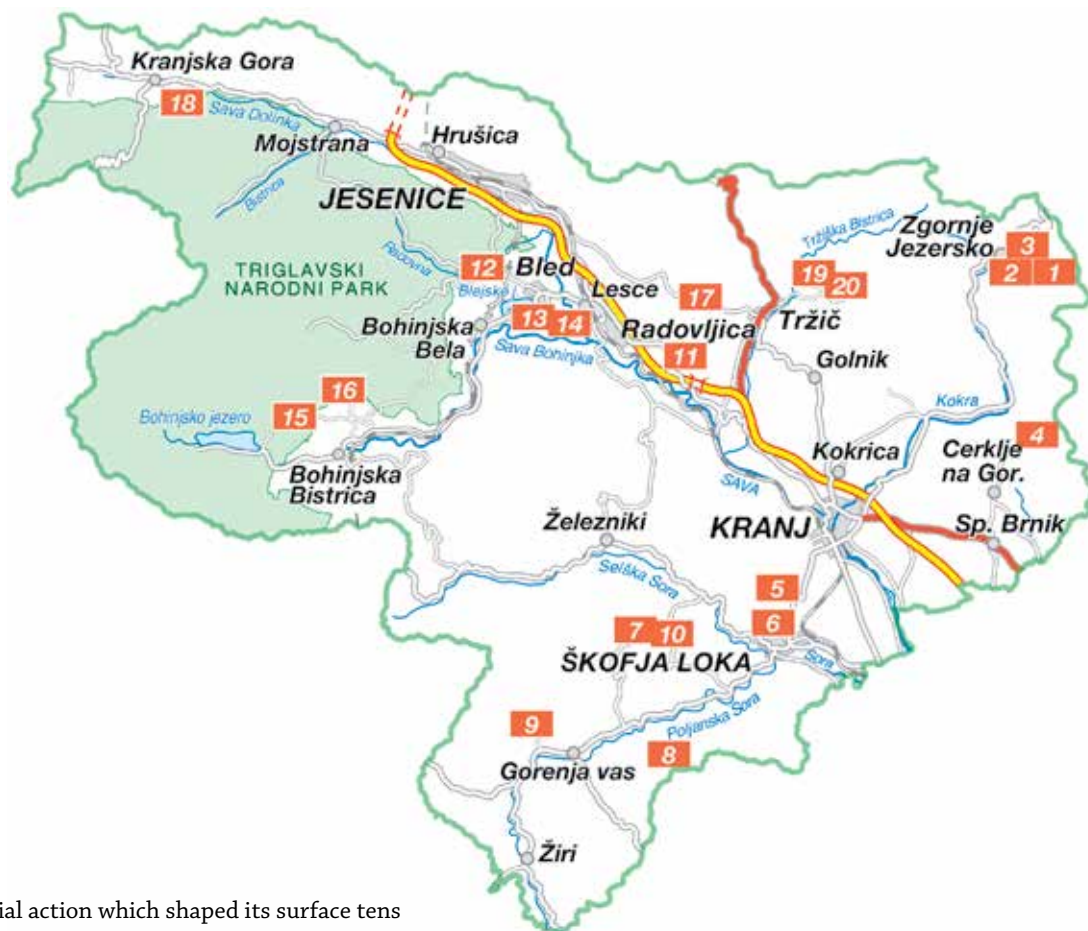 Kranjska Gora
18
Sava Dolinka
Mojstrana
Hrušica
Bistrica
JESENICE
Radovna
TRIGLAVSKI
NARODNI PARK
12
Bled
Blejsko
Lesce
Bohinjska
Bela
13
14
Sava Bohinjka
Radovljica
11
17
Tržiška Bistrica
19
20
Tržič
Zgornje
Jezersko
3
2
1
Golnik
Kokra
16
15
Bohinjsko jezero
Bohinjska
Bistrica
Kokrica
4
Cerklje
na Gor.
SAVA
KRANJ
Sp. Brnik
Železniki
Selška Sora
5
6
7
10
ŠKOFJA LOKA
Sora
Poljanska Sora
9
8
Gorenja vas
Žiri
ial action which shaped its surface tens